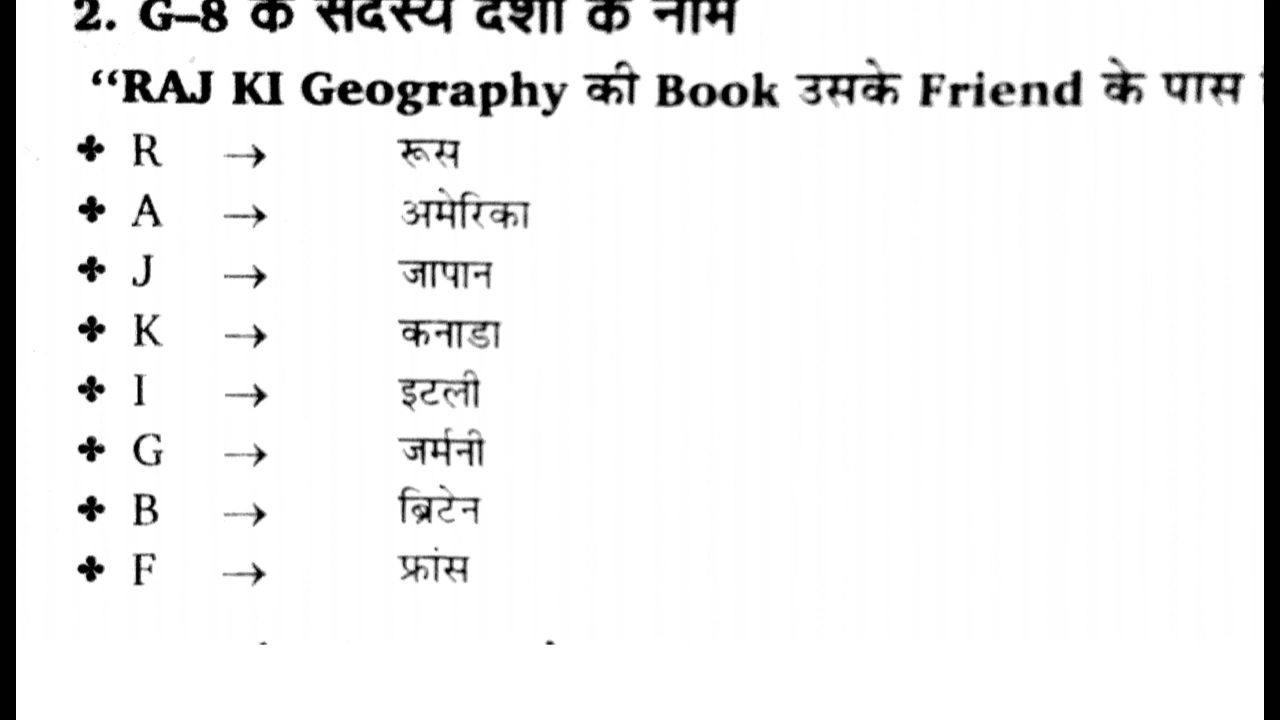 2. G–8 के सदस्य देशों के नाम
“RAJ KI Geography की Book उसके Friend के पास
✤ R → रूस
✤ A → अमेरिका
✤ J → जापान
✤ K → कनाडा
✤ I → इटली
✤ G → जर्मनी
✤ B → ब्रिटेन
✤ F → फ्रांस